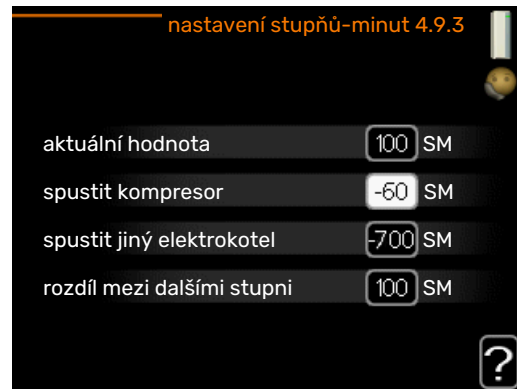 nastavení stupňů-minut 4.9.3
aktuální hodnota 100 SM
spustit kompresor -60 SM
spustit jiný elektrokotel -700 SM
rozdíl mezi dalšími stupni 100 SM
?